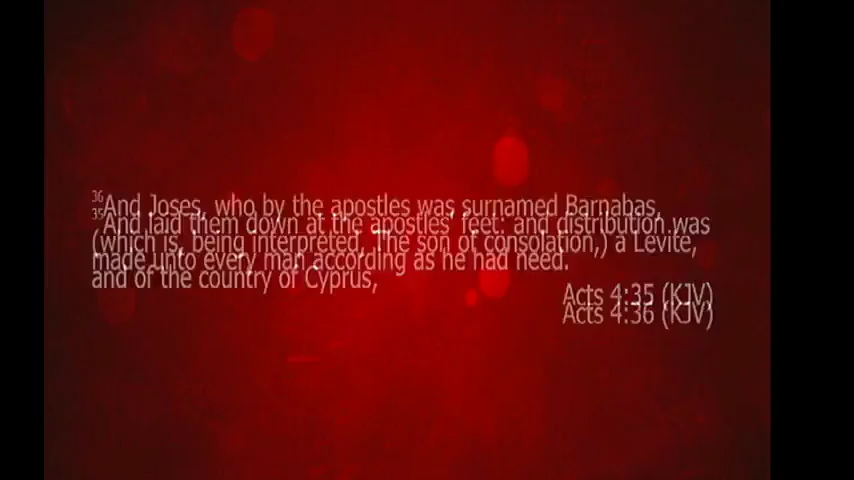 36And Joses, who by the apostles was surnamed Barnabas,
35And laid them down at the apostles' feet: and distribution was
(which is, being interpreted, The son of consolation,) a Levite,
made unto every man according as he had need.
and of the country of Cyprus,
Acts 4:35 (KJV)
Acts 4:36 (KJV)